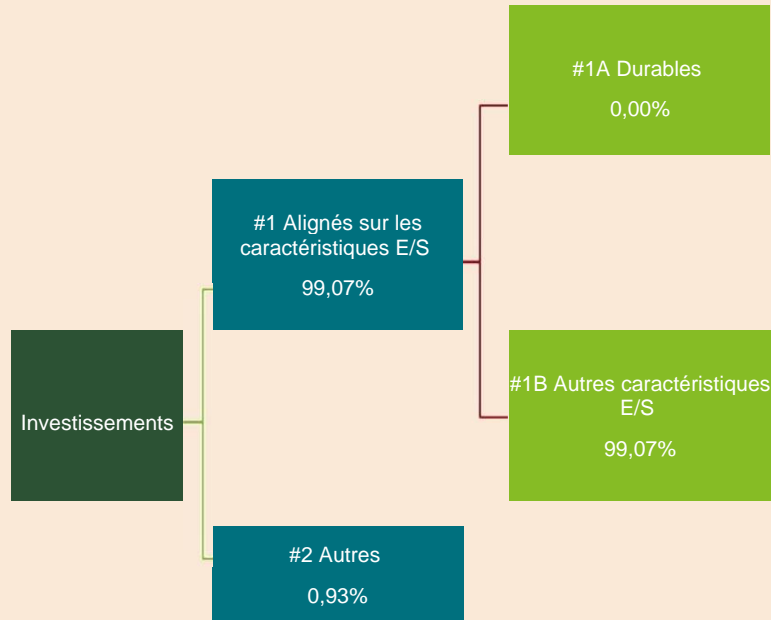 #1A Durables
0,00%
#1 Alignés sur les
caractéristiques E/S
99,07%
Investissements
#1B Autres caractéristiques
E/S
99,07%
#2 Autres
0,93%